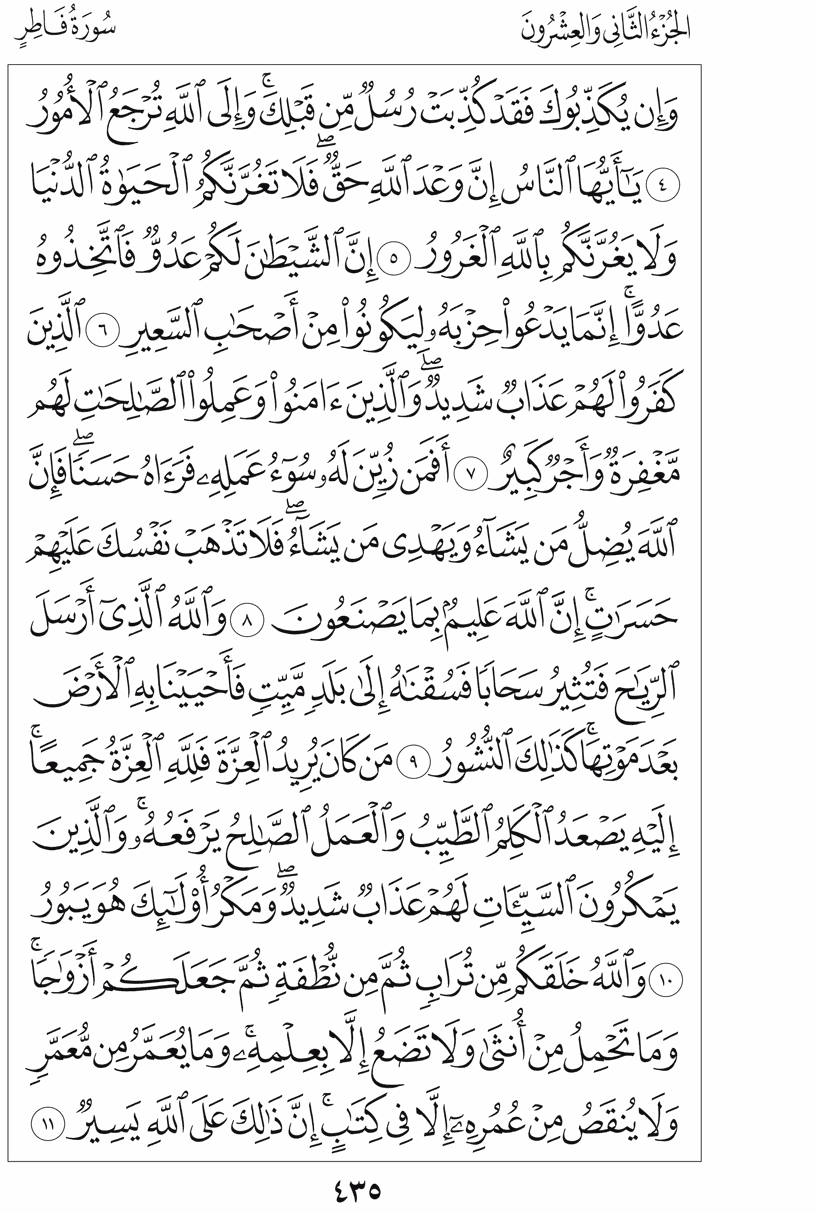 الجُزْءُ الثَّانِي وَالعِشْرُونَ
سُورَةُ فَاطِرٍ
وَإِن يُكَذِّبُوكَ فَقَدْ كُذِّبَتْ رُسُلٌ مِّن قَبْلِكَۚ وَإِلَى ٱللَّهِ تُرْجَعُ ٱلْأُمُورُ
٤ يَـٰٓأَيُّهَا ٱلنَّاسُ إِنَّ وَعْدَ ٱللَّهِ حَقٌّۖ فَلَا تَغُرَّنَّكُمُ ٱلْحَيَوٰةُ ٱلدُّنْيَا
وَلَا يَغُرَّنَّكُم بِٱللَّهِ ٱلْغَرُورُ ٥ إِنَّ ٱلشَّيْطَـٰنَ لَكُمْ عَدُوٌّ فَٱتَّخِذُوهُ
عَدُوًّاۚ إِنَّمَا يَدْعُوا۟ حِزْبَهُۥ لِيَكُونُوا۟ مِنْ أَصْحَـٰبِ ٱلسَّعِيرِ ٦ ٱلَّذِينَ
كَفَرُوا۟ لَهُمْ عَذَابٌ شَدِيدٌۖ وَٱلَّذِينَ ءَامَنُوا۟ وَعَمِلُوا۟ ٱلصَّـٰلِحَـٰتِ لَهُم
مَّغْفِرَةٌ وَأَجْرٌ كَبِيرٌ ٧ أَفَمَن زُيِّنَ لَهُۥ سُوٓءُ عَمَلِهِۦ فَرَءَاهُ حَسَنًاۖ فَإِنَّ
ٱللَّهَ يُضِلُّ مَن يَشَآءُ وَيَهْدِى مَن يَشَآءُۖ فَلَا تَذْهَبْ نَفْسُكَ عَلَيْهِمْ
حَسَرَٰتٍۚ إِنَّ ٱللَّهَ عَلِيمٌۢ بِمَا يَصْنَعُونَ ٨ وَٱللَّهُ ٱلَّذِىٓ أَرْسَلَ
ٱلرِّيَـٰحَ فَتُثِيرُ سَحَابًا فَسُقْنَـٰهُ إِلَىٰ بَلَدٍ مَّيِّتٍ فَأَحْيَيْنَا بِهِ ٱلْأَرْضَ
بَعْدَ مَوْتِهَاۚ كَذَٰلِكَ ٱلنُّشُورُ ٩ مَن كَانَ يُرِيدُ ٱلْعِزَّةَ فَلِلَّهِ ٱلْعِزَّةُ جَمِيعًاۚ
إِلَيْهِ يَصْعَدُ ٱلْكَلِمُ ٱلطَّيِّبُ وَٱلْعَمَلُ ٱلصَّـٰلِحُ يَرْفَعُهُۥۚ وَٱلَّذِينَ
يَمْكُرُونَ ٱلسَّيِّـَٔاتِ لَهُمْ عَذَابٌ شَدِيدٌۖ وَمَكْرُ أُو۟لَـٰٓئِكَ هُوَ يَبُورُ
١٠ وَٱللَّهُ خَلَقَكُم مِّن تُرَابٍ ثُمَّ مِن نُّطْفَةٍ ثُمَّ جَعَلَكُمْ أَزْوَٰجًاۚ
وَمَا تَحْمِلُ مِنْ أُنثَىٰ وَلَا تَضَعُ إِلَّا بِعِلْمِهِۦۚ وَمَا يُعَمَّرُ مِن مُّعَمَّرٍ
وَلَا يُنقَصُ مِنْ عُمُرِهِۦٓ إِلَّا فِى كِتَـٰبٍۚ إِنَّ ذَٰلِكَ عَلَى ٱللَّهِ يَسِيرٌ ١١
٤٣٥